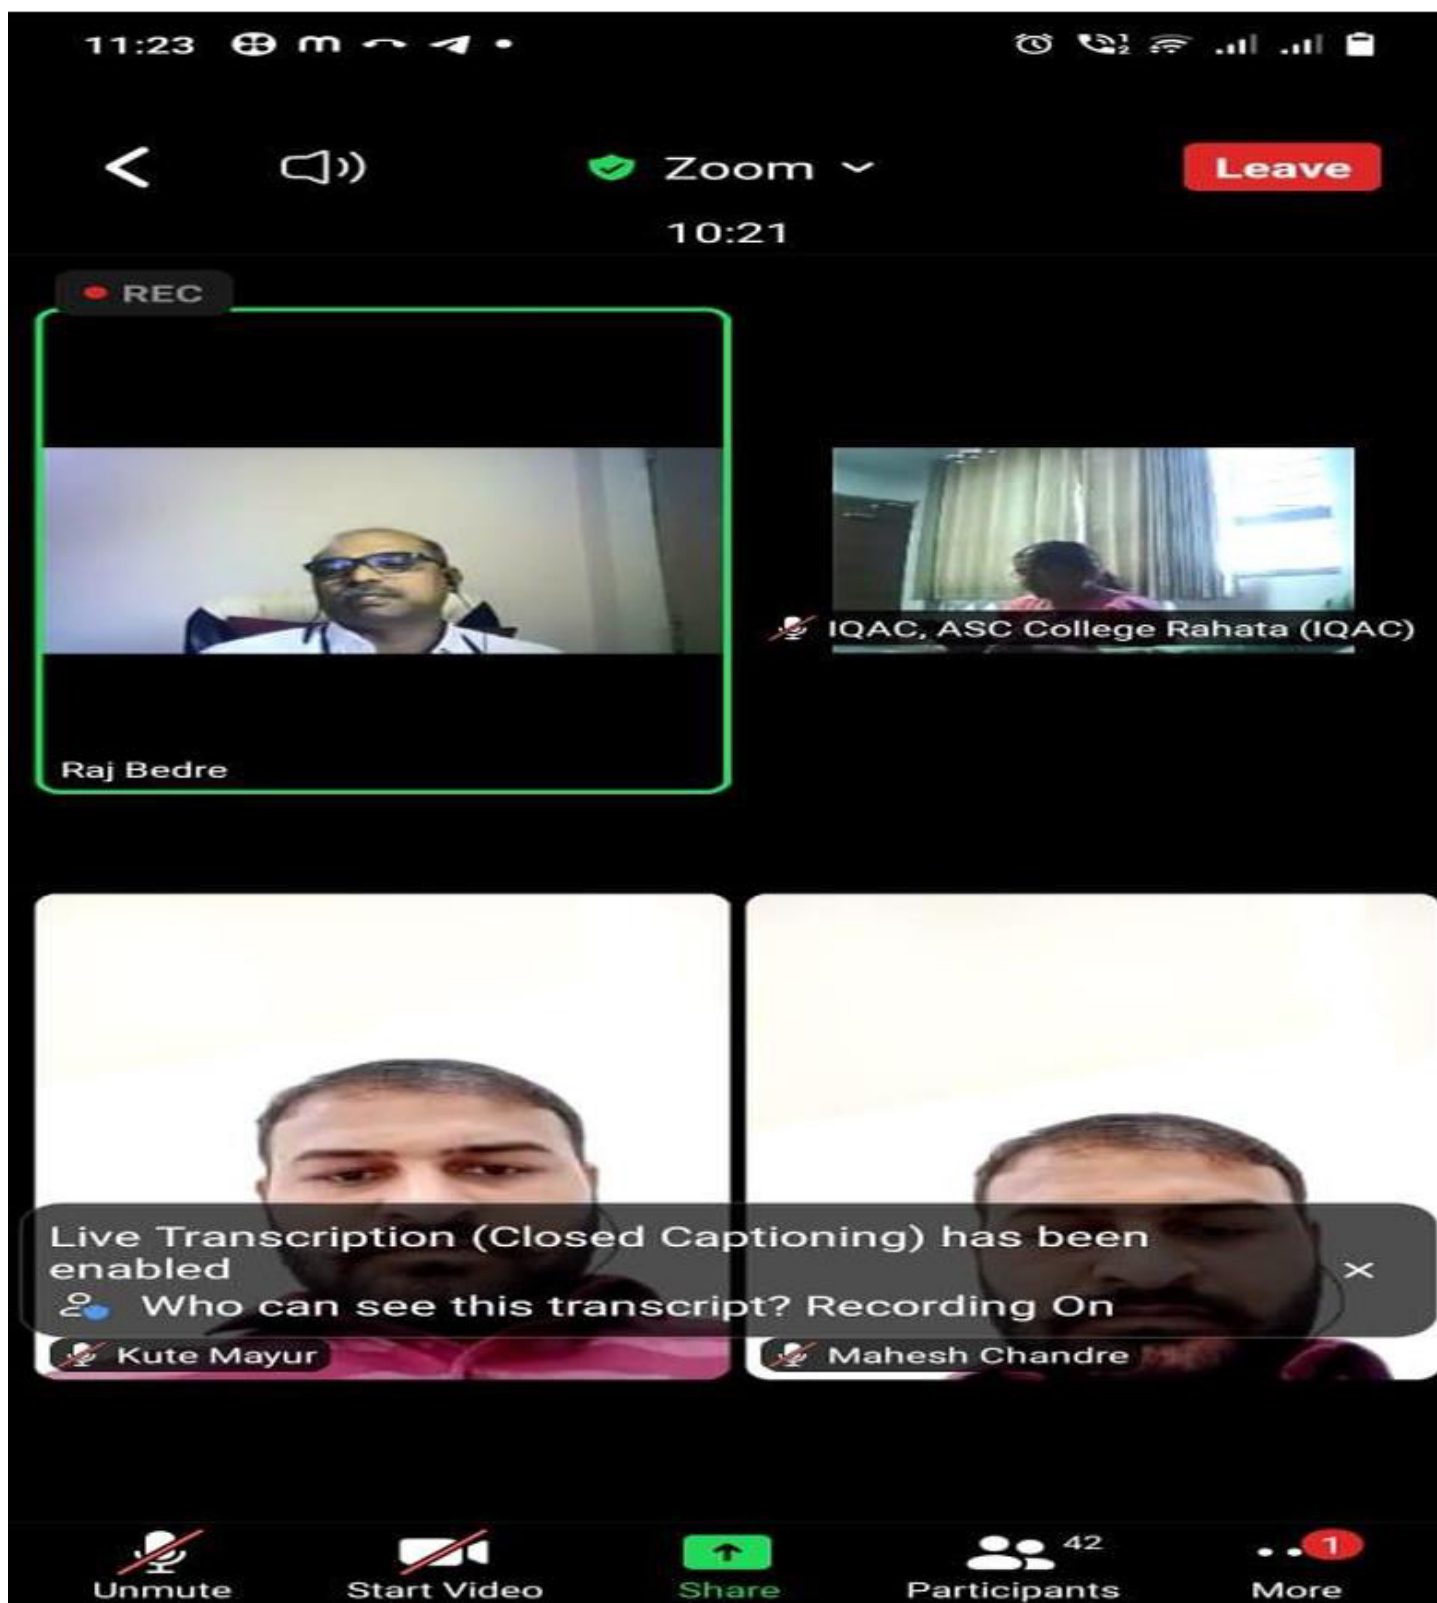 11:23
Zoom
Leave
10:21
REC
IQAC, ASC College Rahata (IQAC)
Raj Bedre
Live Transcription (Closed Captioning) has been
enabled
Who can see this transcript? Recording On
Kute Mayur
Mahesh Chandre
42
1
Unmute
Start Video
Share
Participants
More